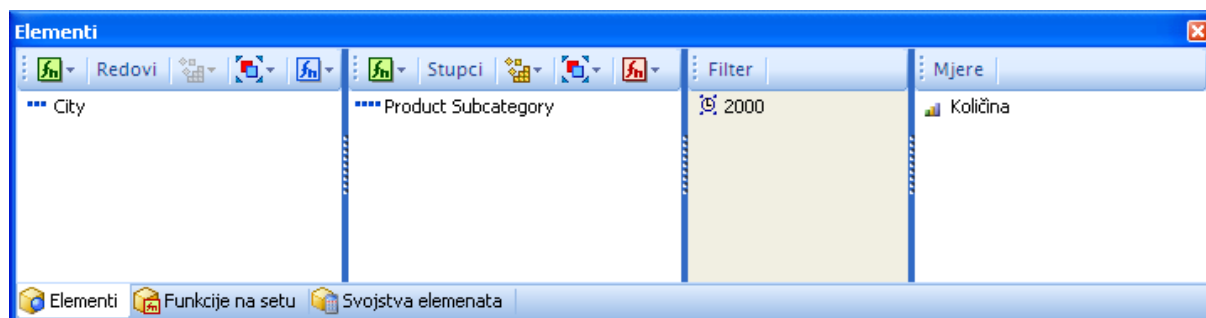 Elementi
Redovi Stupci Filter Mjere
City Product Subcategory 2000 Količina
Elementi Funkcije na setu Svojstva elemenata